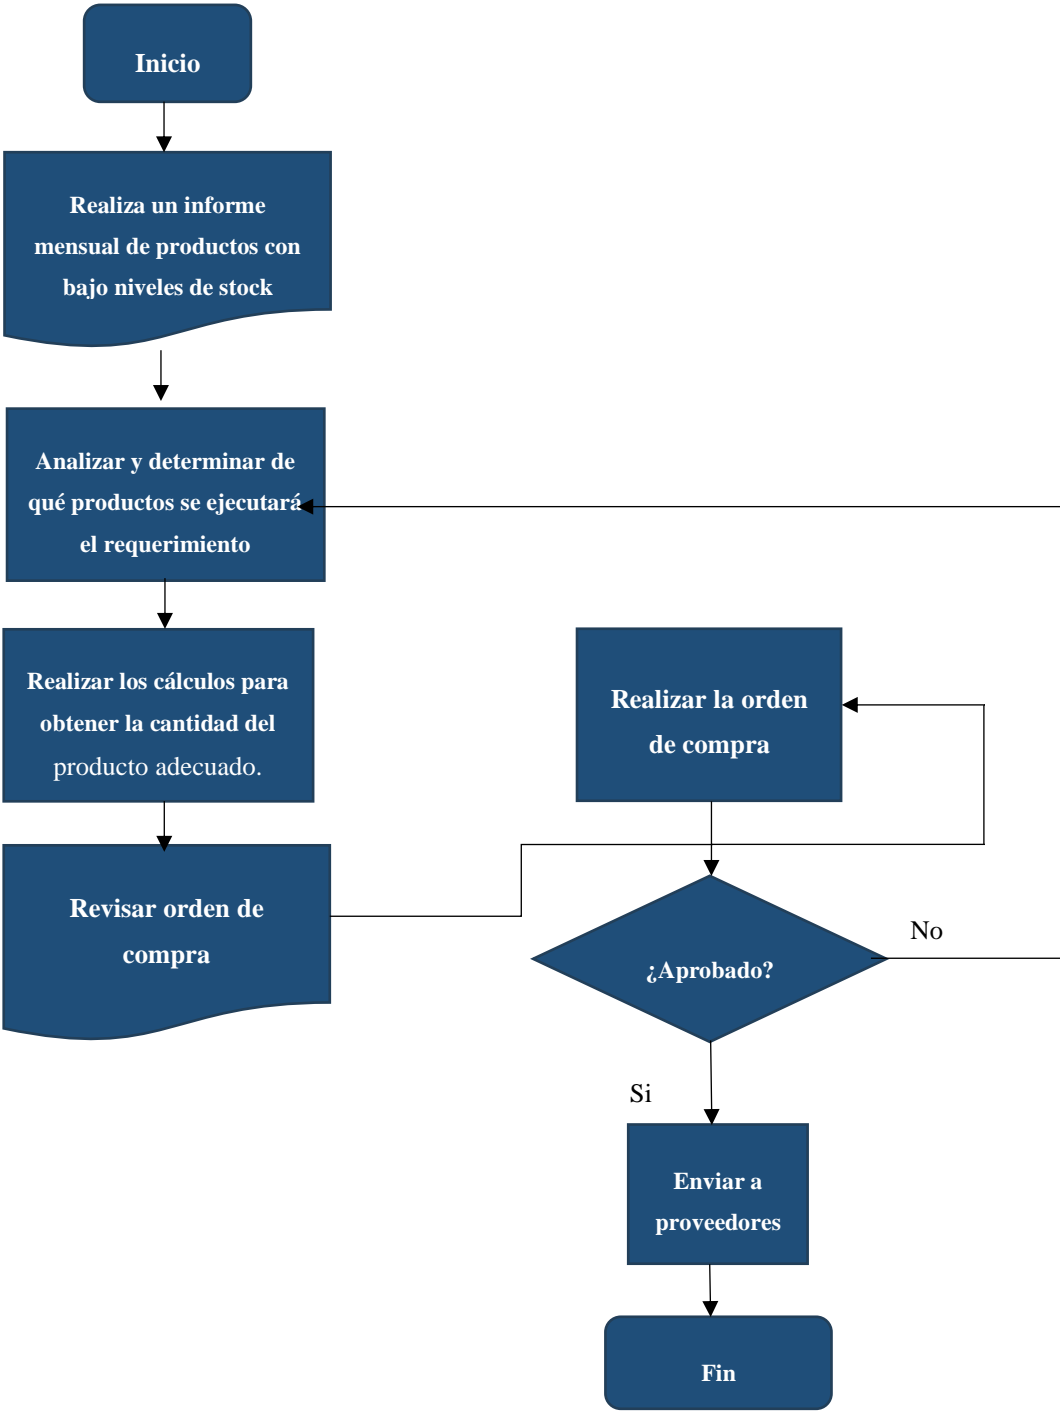 Inicio
Realiza un informe
mensual de productos con
bajo niveles de stock
Analizar y determinar de
qué productos se ejecutará
el requerimiento
Realizar los cálculos para
obtener la cantidad del
producto adecuado.
Revisar orden de
compra
Realizar la orden
de compra
¿Aprobado?
No
Si
Enviar a
proveedores
Fin